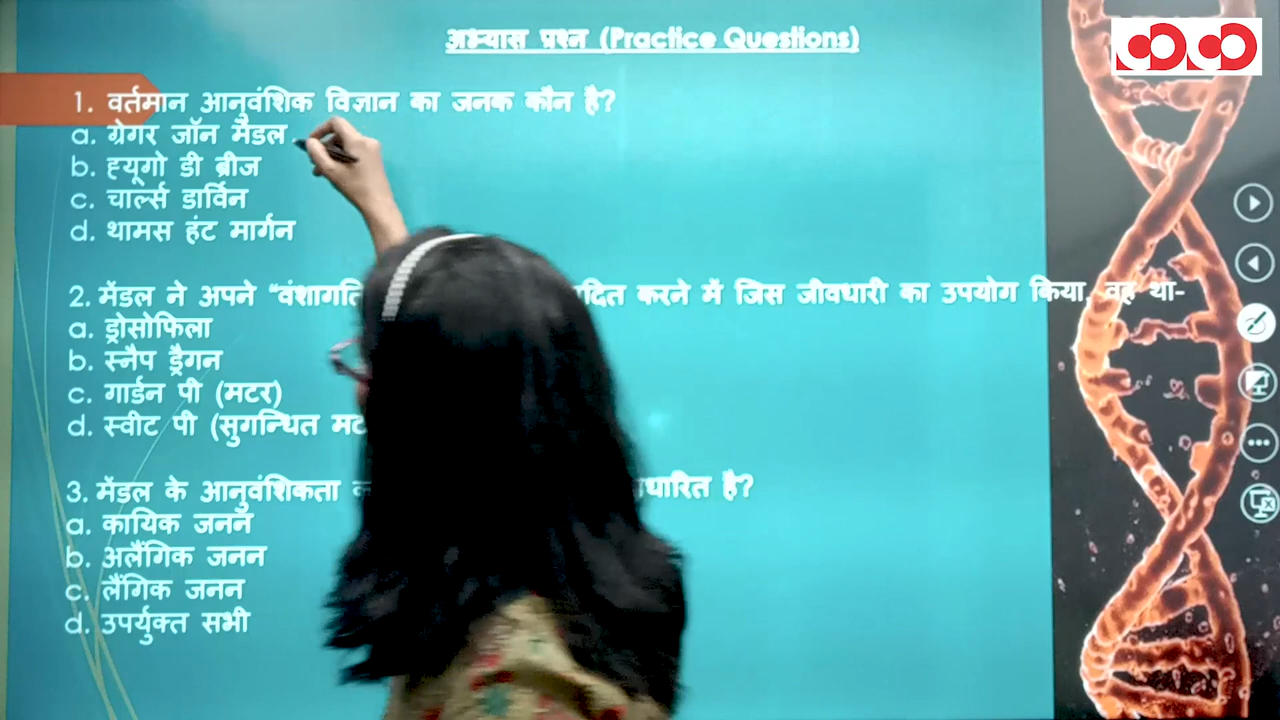 अभ्यास प्रश्न (Practice Questions)
1. वर्तमान आनुवंशिक विज्ञान का जनक कौन है?
a. ग्रेगर जॉन मैंडल
b. ह्यूगो डी ब्रीज
c. चार्ल्स डार्विन
d. थामस हंट मार्गन
2. मेंडल ने अपने “वंशागति करने में जिस जीवधारी का उपयोग किया, वह था-
a. ड्रोसोफिला
b. स्नैप ड्रैगन
c. गार्डन पी (मटर)
d. स्वीट पी (सुगन्धित
3. मेंडल के आनुवंशिकता है?
a. कायिक जनन
b. अलैंगिक जनन
c. लैंगिक जनन
d. उपर्युक्त सभी